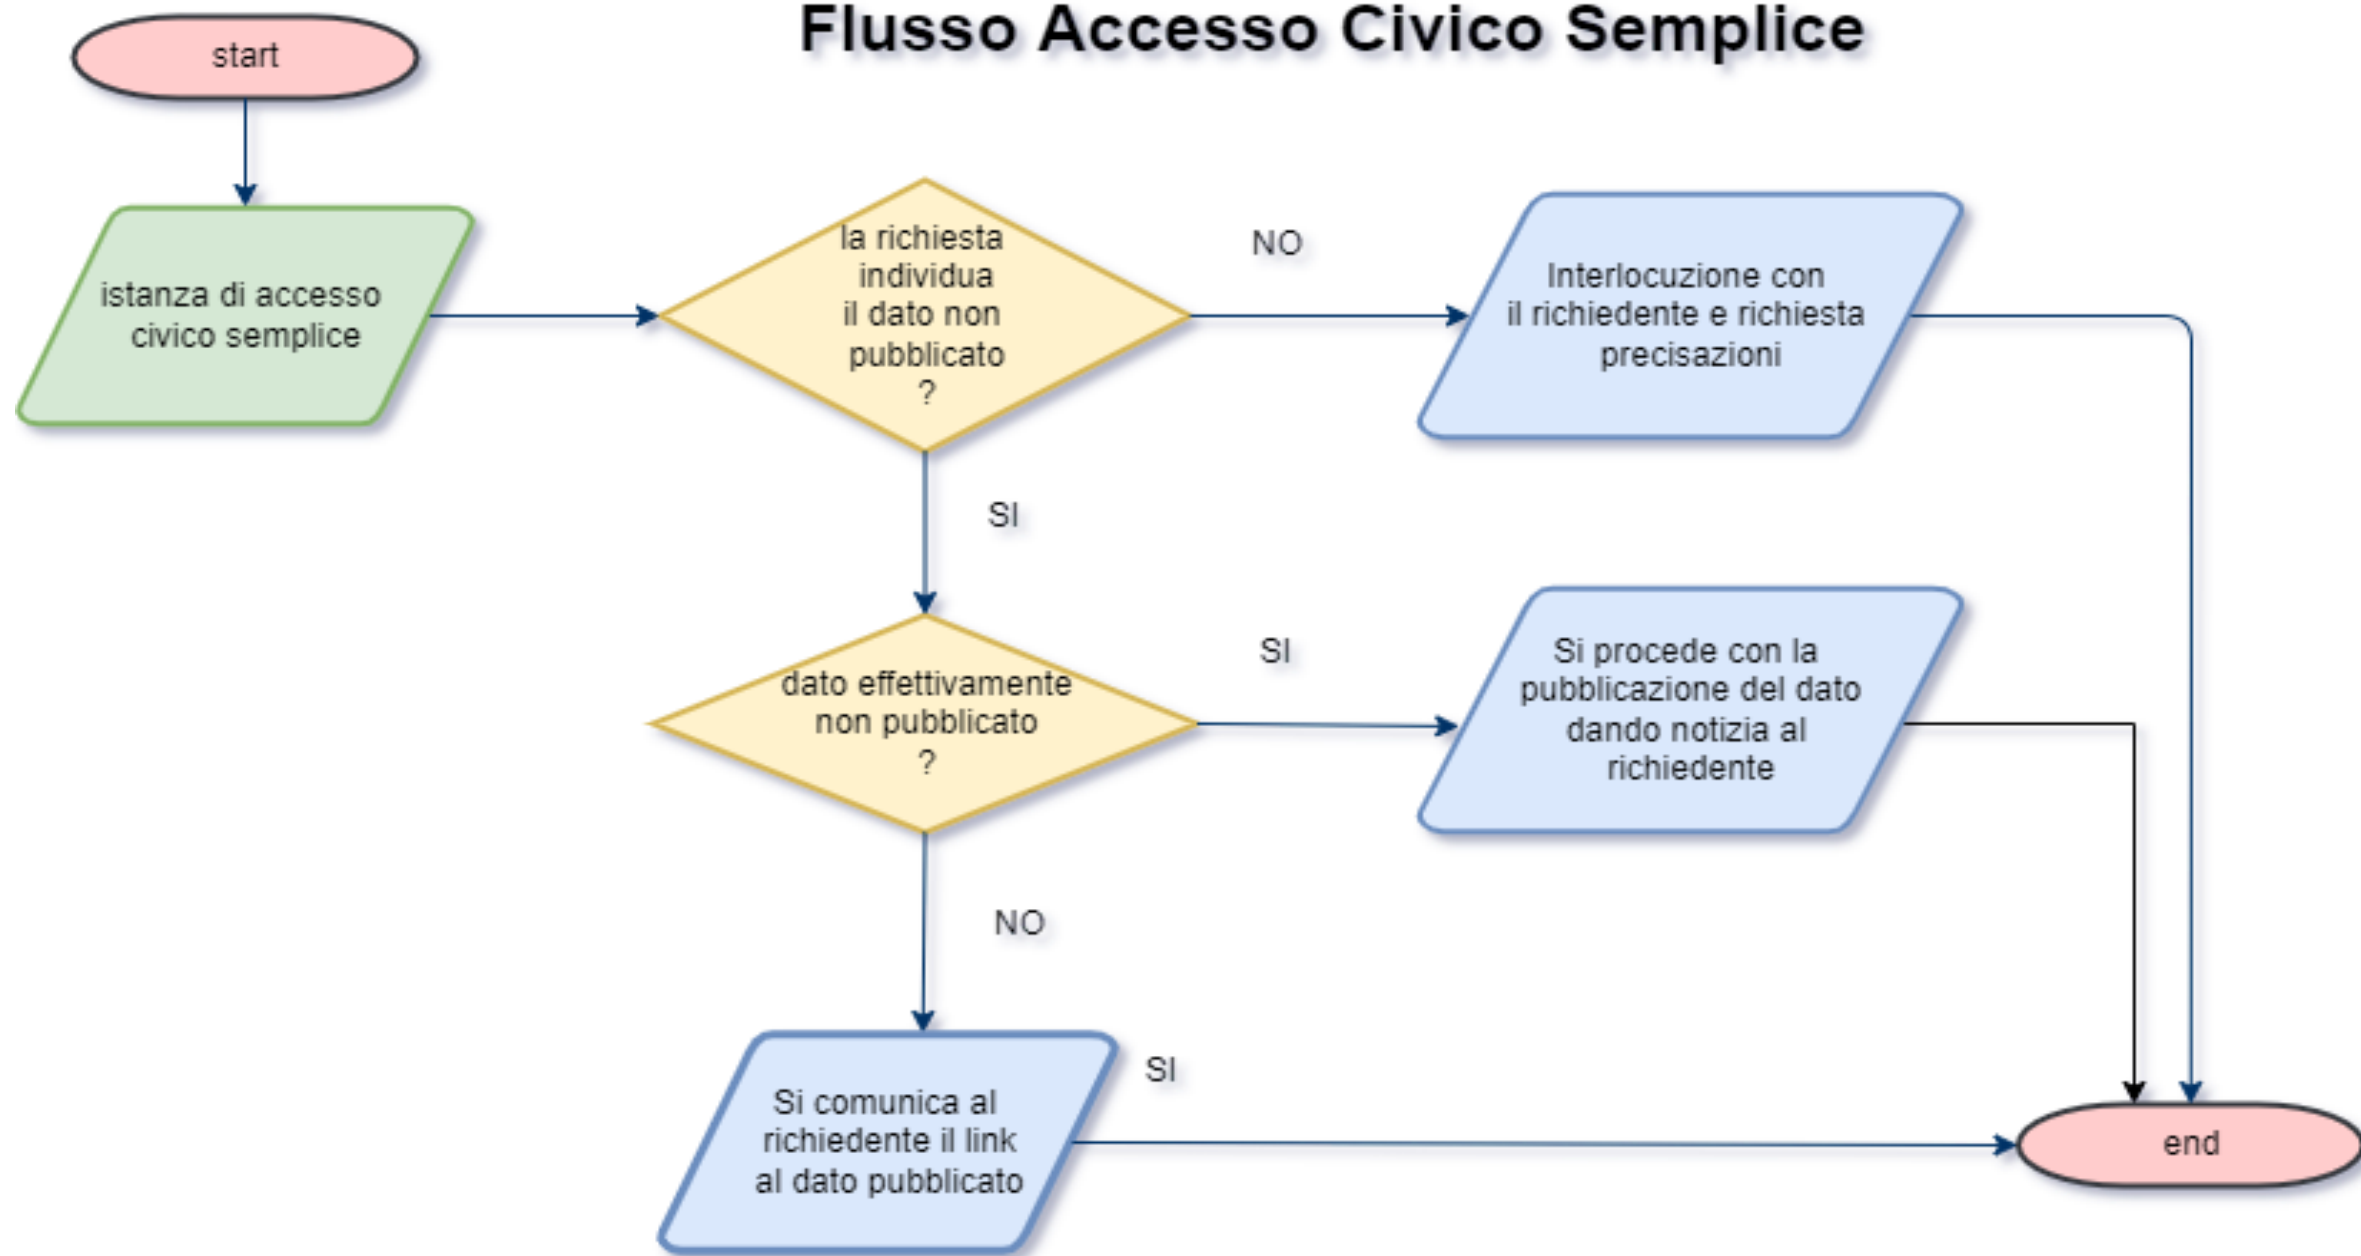 Flusso Accesso Civico Semplice
start
istanza di accesso
civico semplice
la richiesta
individua
il dato non
pubblicato
?
NO
Interlocuzione con
il richiedente e richiesta
precisazioni
SI
dato effettivamente
non pubblicato
?
SI
Si procede con la
pubblicazione del dato
dando notizia al
richiedente
NO
Si comunica al
richiedente il link
al dato pubblicato
SI
end